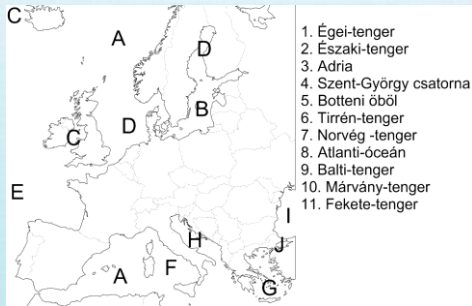 C
A
D
B
D
C
E
I
H
J
A
F
G
1. Égei-tenger
2. Északi-tenger
3. Adria
4. Szent-György csatorna
5. Botteni öböl
6. Tirrén-tenger
7. Norvég -tenger
8. Atlanti-óceán
9. Balti-tenger
10. Márvány-tenger
11. Fekete-tenger